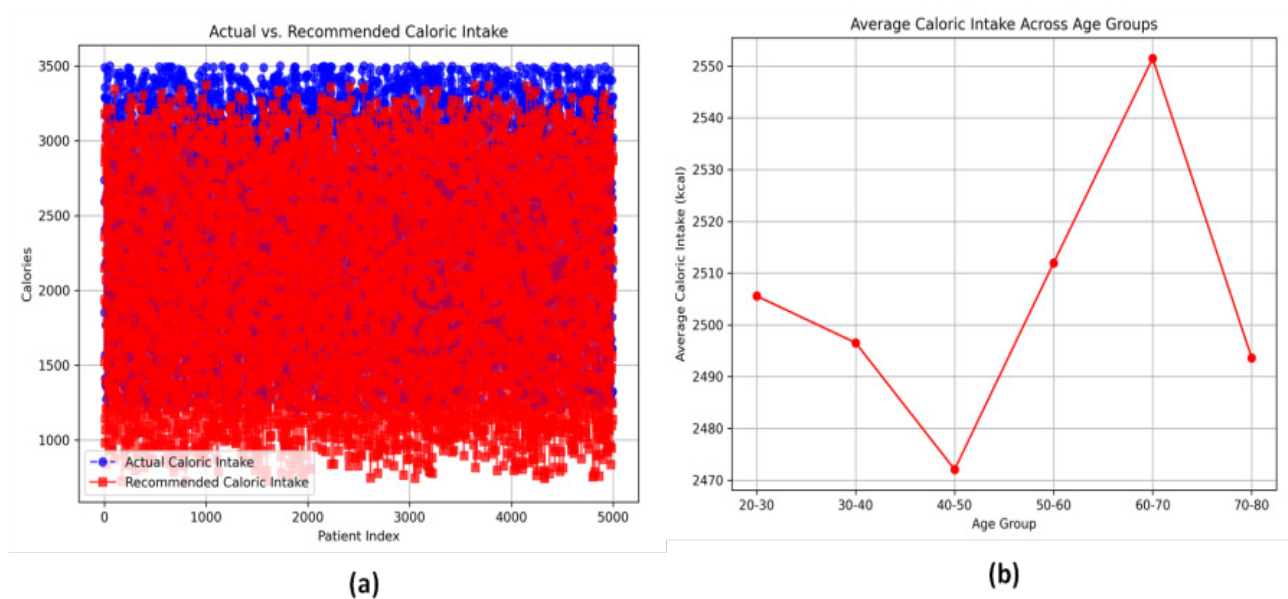 Actual vs. Recommended Caloric Intake
3500
3000
2500
2000
1500
1000
Calories
Actual Caloric Intake
Recommended Caloric Intake
0 1000 2000 3000 4000 5000
Patient Index
(a)
Average Caloric Intake Across Age Groups
2550
2540
2530
2520
2510
2500
2490
2480
2470
Average Caloric Intake (kcal)
20-30 30-40 40-50 50-60 60-70 70-80
Age Group
(b)